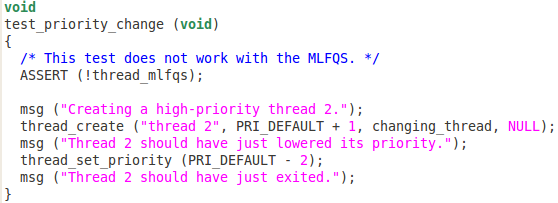 void
test_priority_change (void)
{
  /* This test does not work with the MLFQS. */
  ASSERT (!thread_mlfqs);

  msg ("Creating a high-priority thread 2.");
  thread_create ("thread 2", PRI_DEFAULT + 1, changing_thread, NULL);
  msg ("Thread 2 should have just lowered its priority.");
  thread_set_priority (PRI_DEFAULT - 2);
  msg ("Thread 2 should have just exited.");
}